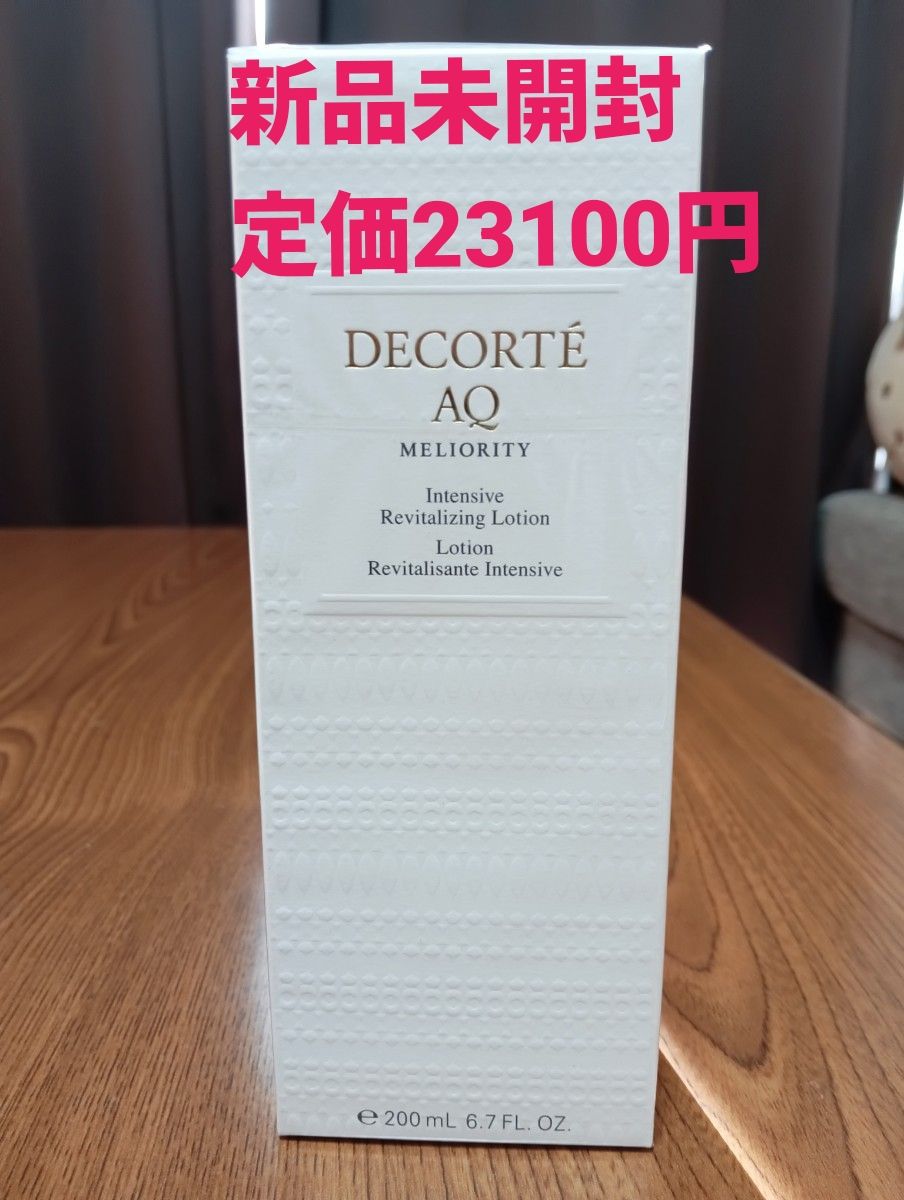 新品未開封
定価23100円
DECORTÉ
AQ
MELIORITY
Intensive
Revitalizing Lotion
Lotion
Revitalisante Intensive
℮ 200 mL 6.7 FL. OZ.